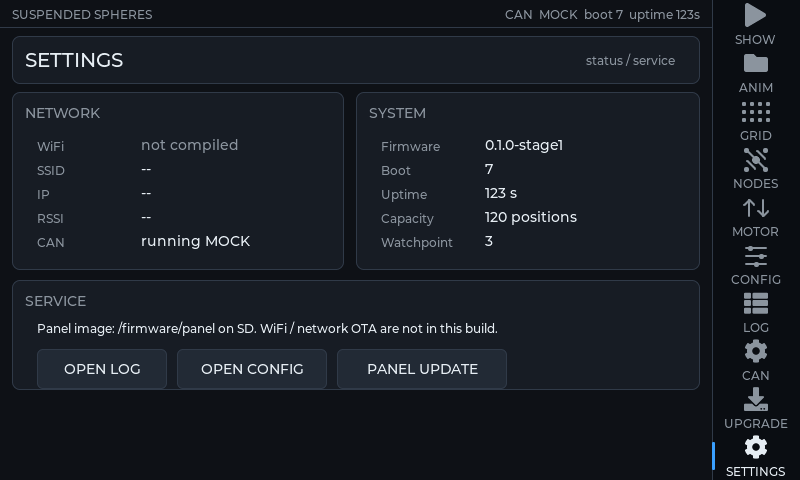 SUSPENDED SPHERES
CAN MOCK boot 7 uptime 123s
SETTINGS
status / service
NETWORK
WiFi not compiled
SSID --
IP --
RSSI --
CAN running MOCK
SYSTEM
Firmware 0.1.0-stage1
Boot 7
Uptime 123 s
Capacity 120 positions
Watchpoint 3
SERVICE
Panel image: /firmware/panel on SD. WiFi / network OTA are not in this build.
OPEN LOG
OPEN CONFIG
PANEL UPDATE
SHOW
ANIM
GRID
NODES
MOTOR
CONFIG
LOG
CAN
UPGRADE
SETTINGS